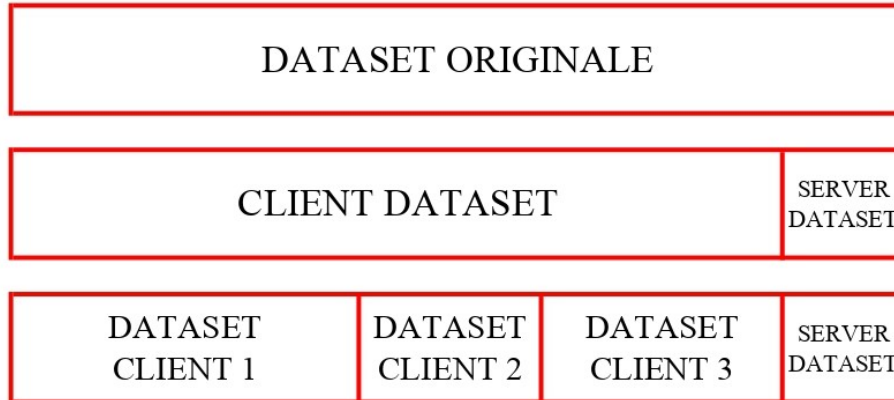 DATASET ORIGINALE
CLIENT DATASET
SERVER
DATASET
DATASET
CLIENT 1
DATASET
CLIENT 2
DATASET
CLIENT 3
SERVER
DATASET